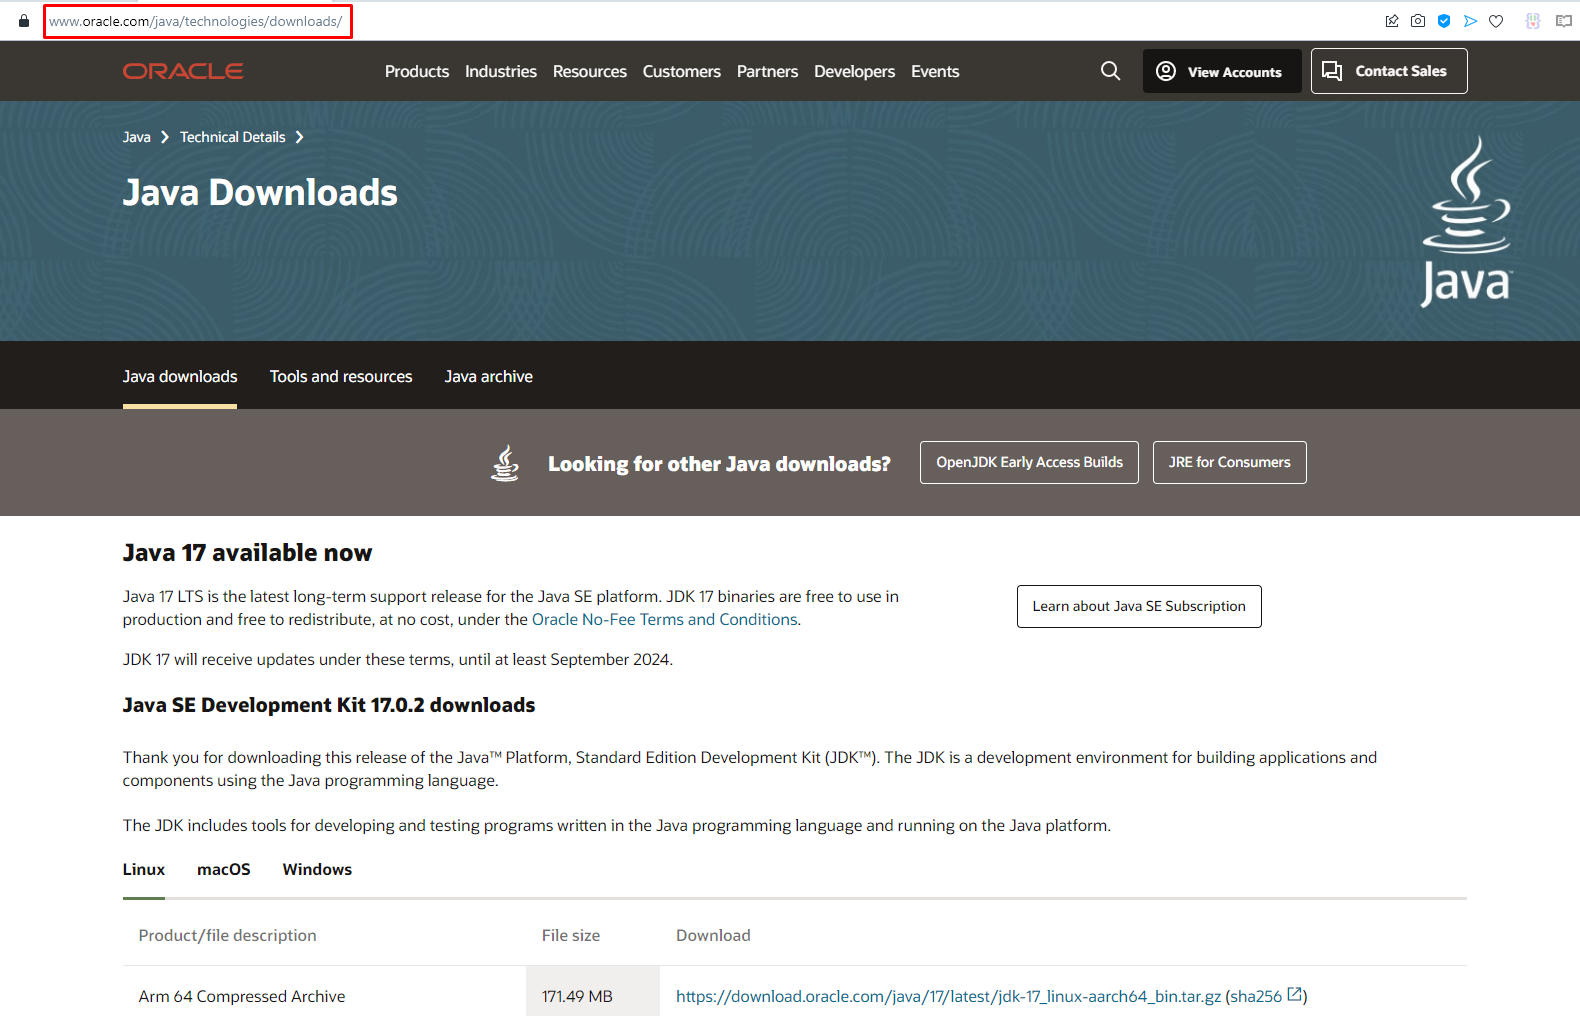 www.oracle.com/java/technologies/downloads/
ORACLE
Products Industries Resources Customers Partners Developers Events
View Accounts
Contact Sales
Java Technical Details
Java Downloads
Java™
Java downloads Tools and resources Java archive
Looking for other Java downloads?
OpenJDK Early Access Builds
JRE for Consumers
Java 17 available now
Java 17 LTS is the latest long-term support release for the Java SE platform. JDK 17 binaries are free to use in
production and free to redistribute, at no cost, under the Oracle No-Fee Terms and Conditions.
Learn about Java SE Subscription
JDK 17 will receive updates under these terms, until at least September 2024.
Java SE Development Kit 17.0.2 downloads
Thank you for downloading this release of the Java™ Platform, Standard Edition Development Kit (JDK™). The JDK is a development environment for building applications and
components using the Java programming language.
The JDK includes tools for developing and testing programs written in the Java programming language and running on the Java platform.
Linux macOS Windows
Product/file description File size Download
Arm 64 Compressed Archive 171.49 MB https://download.oracle.com/java/17/latest/jdk-17_linux-aarch64_bin.tar.gz (sha256)